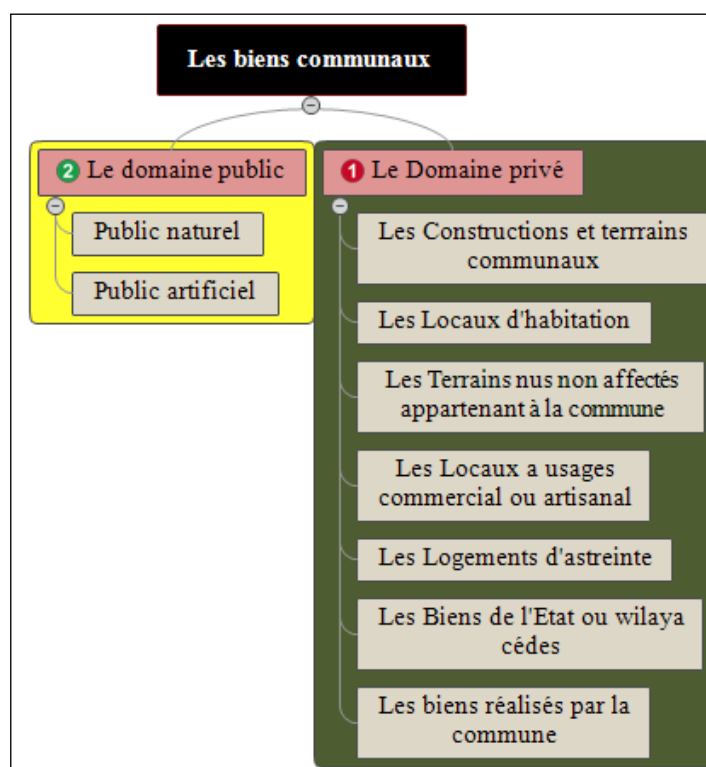 Les biens communaux
2 Le domaine public
Public naturel
Public artificiel
1 Le Domaine privé
Les Constructions et terrrains
communaux
Les Locaux d'habitation
Les Terrains nus non affectés
appartenant à la commune
Les Locaux a usages
commercial ou artisanal
Les Logements d'astreinte
Les Biens de l'Etat ou wilaya
cédes
Les biens réalisés par la
commune